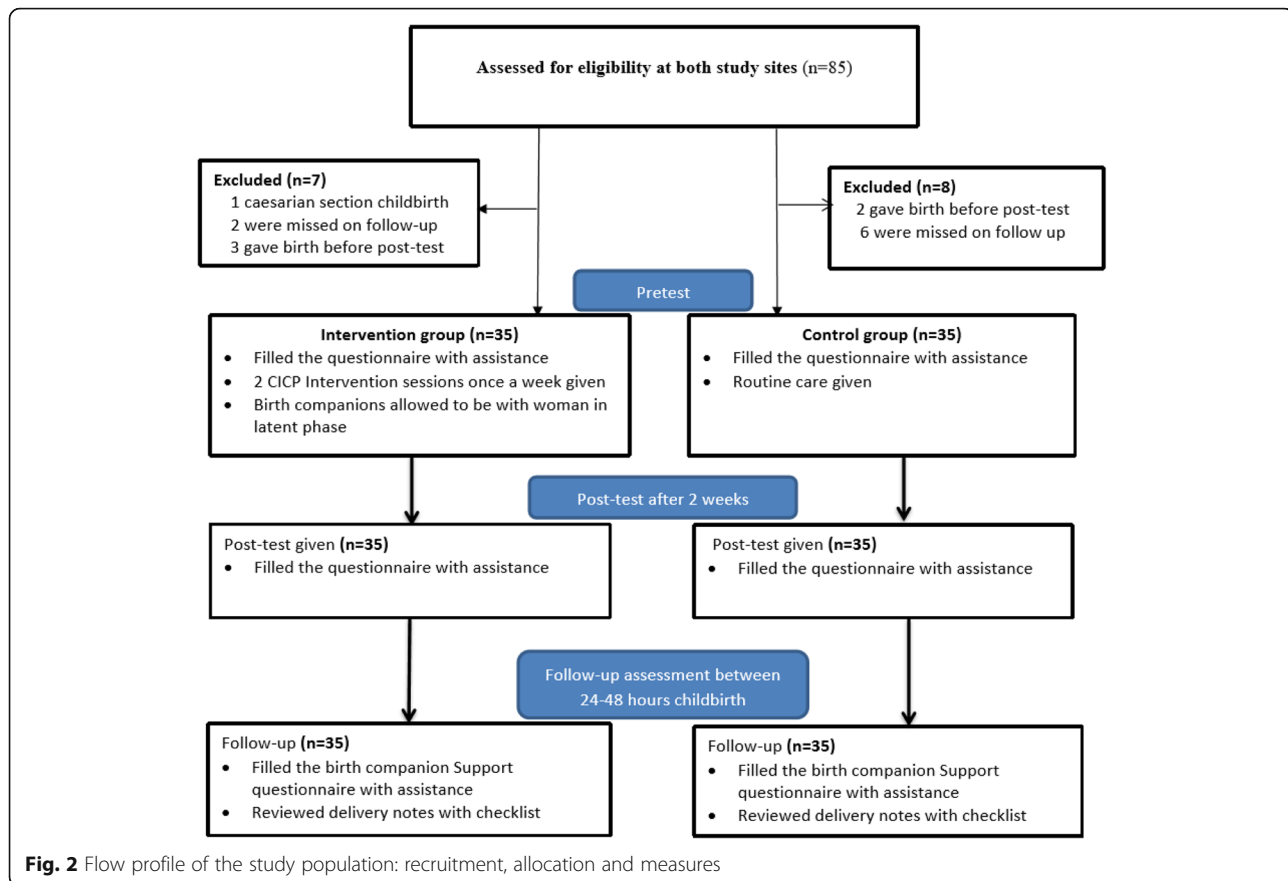 Assessed for eligibility at both study sites (n=85)
Excluded (n=7)
1 caesarian section childbirth
2 were missed on follow-up
3 gave birth before post-test
Excluded (n=8)
2 gave birth before post-test
6 were missed on follow up
Pretest
Intervention group (n=35)
• Filled the questionnaire with assistance
• 2 CICP Intervention sessions once a week given
• Birth companions allowed to be with woman in
latent phase
Control group (n=35)
• Filled the questionnaire with assistance
• Routine care given
Post-test after 2 weeks
Post-test given (n=35)
• Filled the questionnaire with assistance
Post-test given (n=35)
• Filled the questionnaire with assistance
Follow-up assessment between
24-48 hours childbirth
Follow-up (n=35)
• Filled the birth companion Support
questionnaire with assistance
• Reviewed delivery notes with checklist
Follow-up (n=35)
• Filled the birth companion Support
questionnaire with assistance
• Reviewed delivery notes with checklist
Fig. 2 Flow profile of the study population: recruitment, allocation and measures